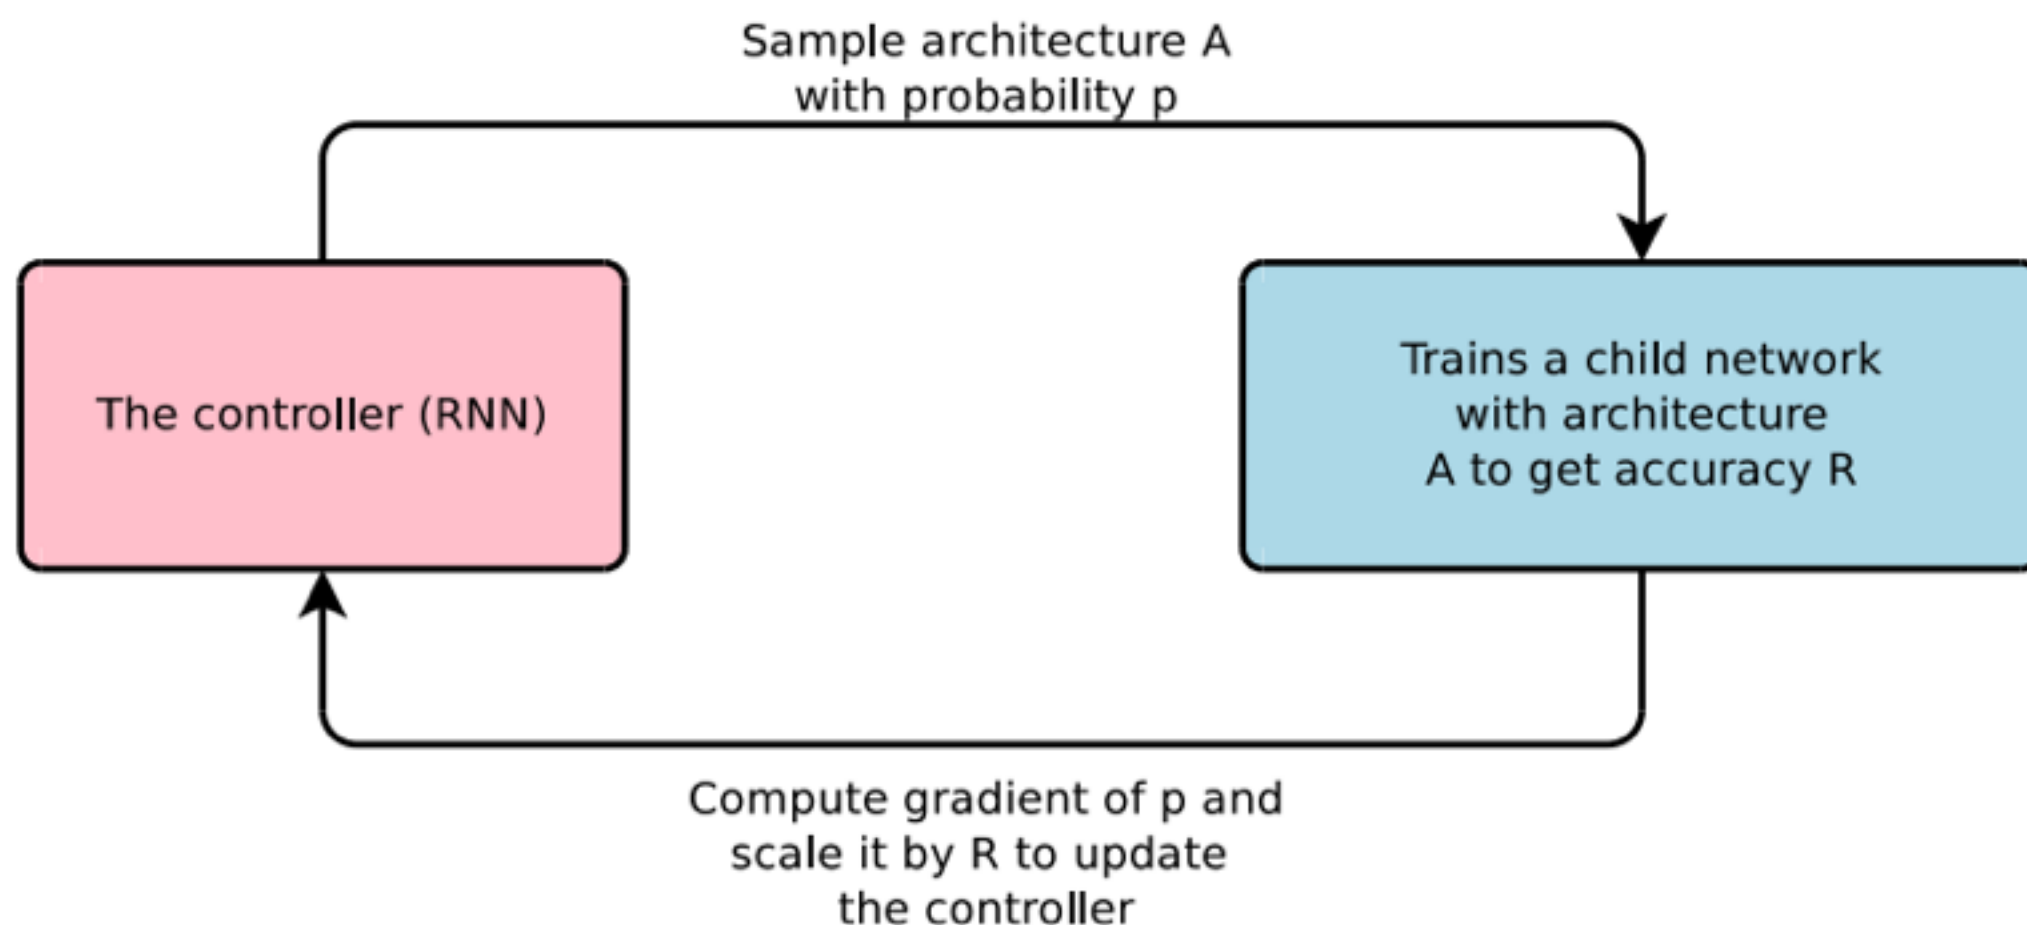 Sample architecture A
with probability p
The controller (RNN)
Trains a child network
with architecture
A to get accuracy R
Compute gradient of p and
scale it by R to update
the controller